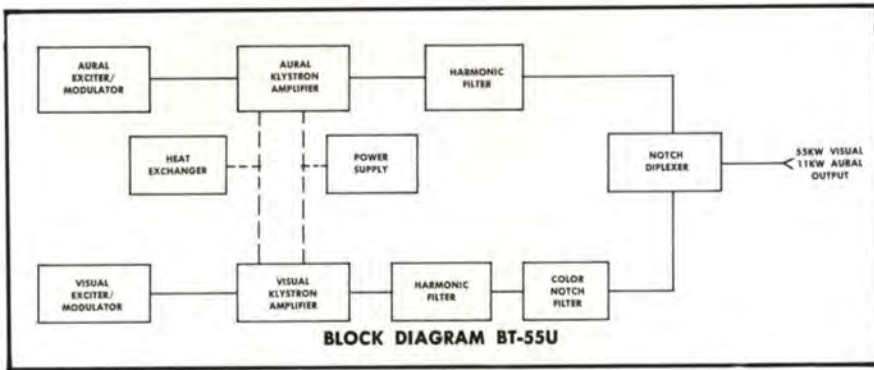 AURAL
EXCITER/
MODULATOR
AURAL
KLYSTRON
AMPLIFIER
HARMONIC
FILTER
HEAT
EXCHANGER
POWER
SUPPLY
NOTCH
DIPLEXER
55KW VISUAL
11KW AURAL
OUTPUT
VISUAL
EXCITER/
MODULATOR
VISUAL
KLYSTRON
AMPLIFIER
HARMONIC
FILTER
COLOR
NOTCH
FILTER
BLOCK DIAGRAM BT-55U